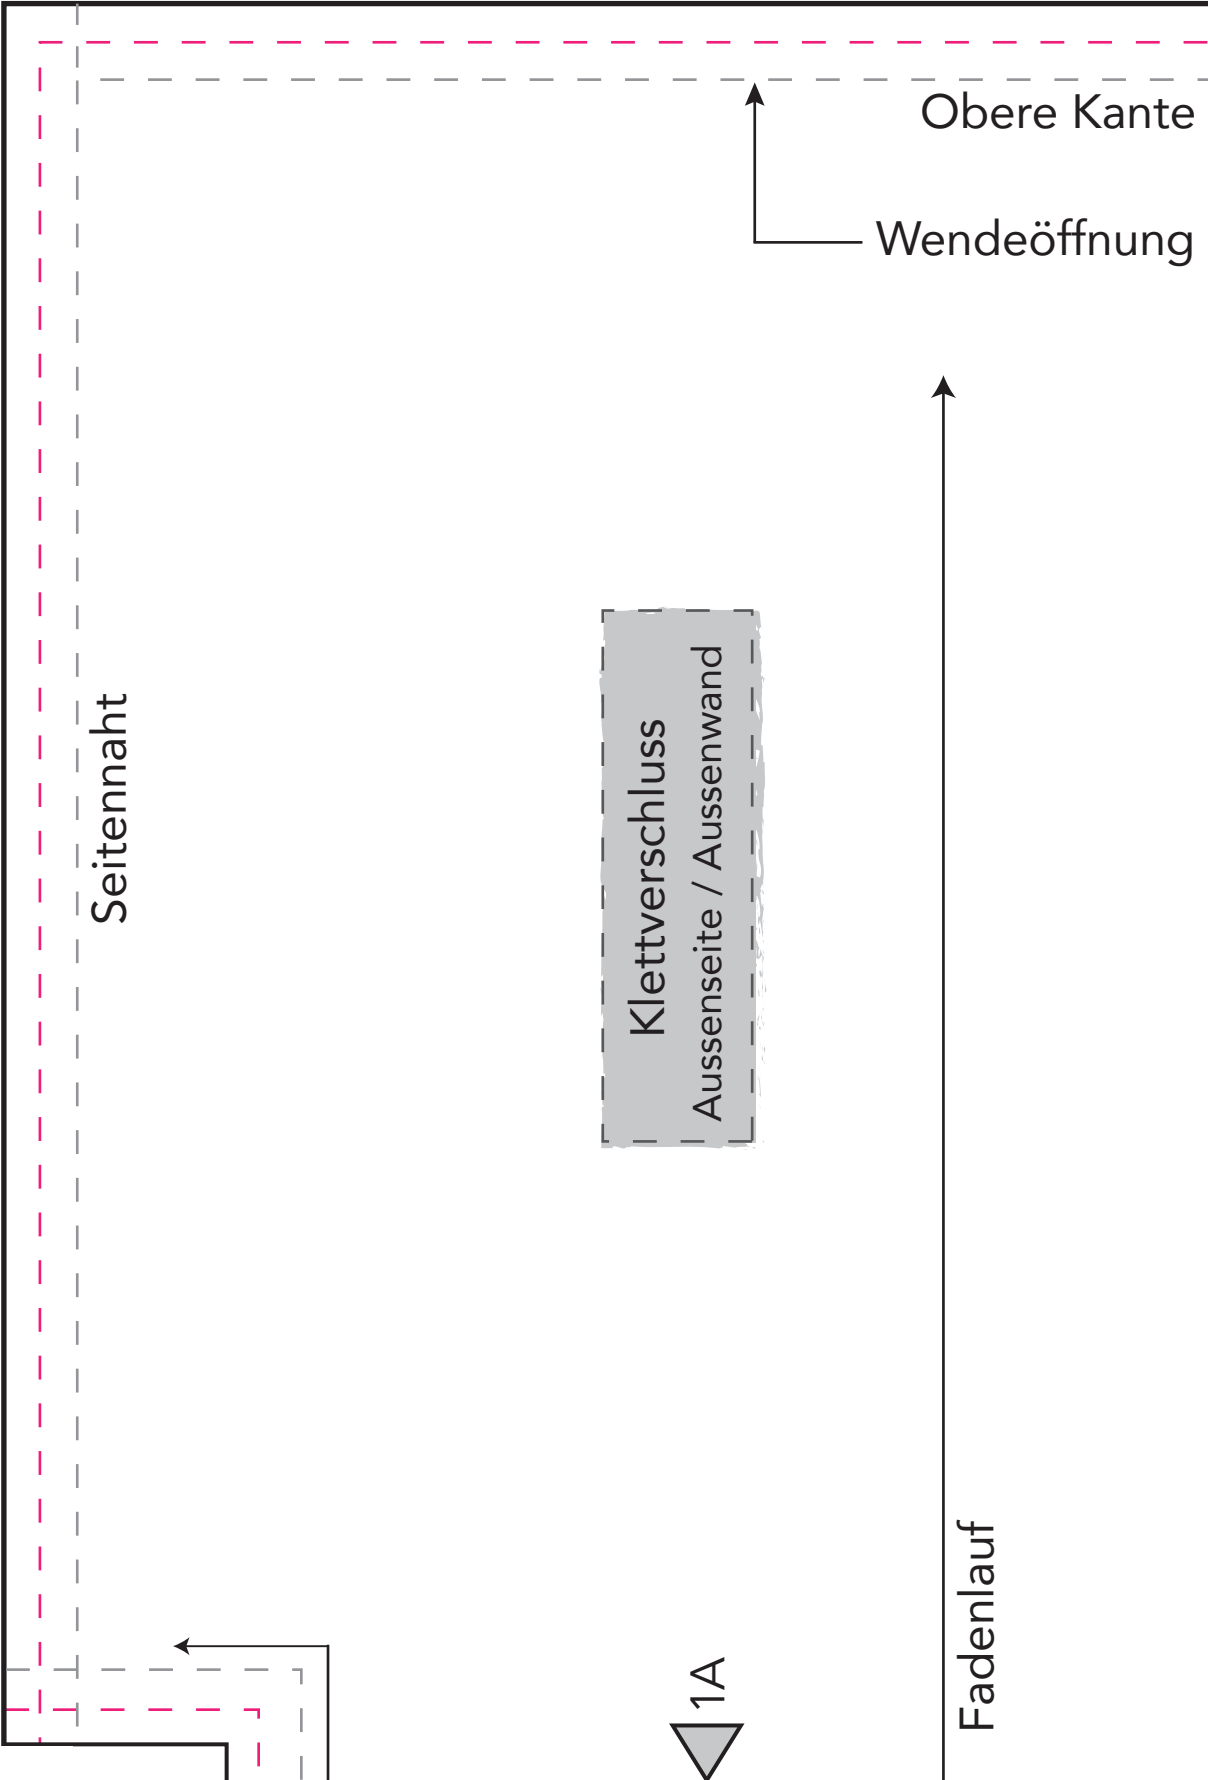 Obere Kante
Wendeöffnung
Seitennaht
Klettverschluss
Aussenseite / Aussenwand
Fadenlauf
1A